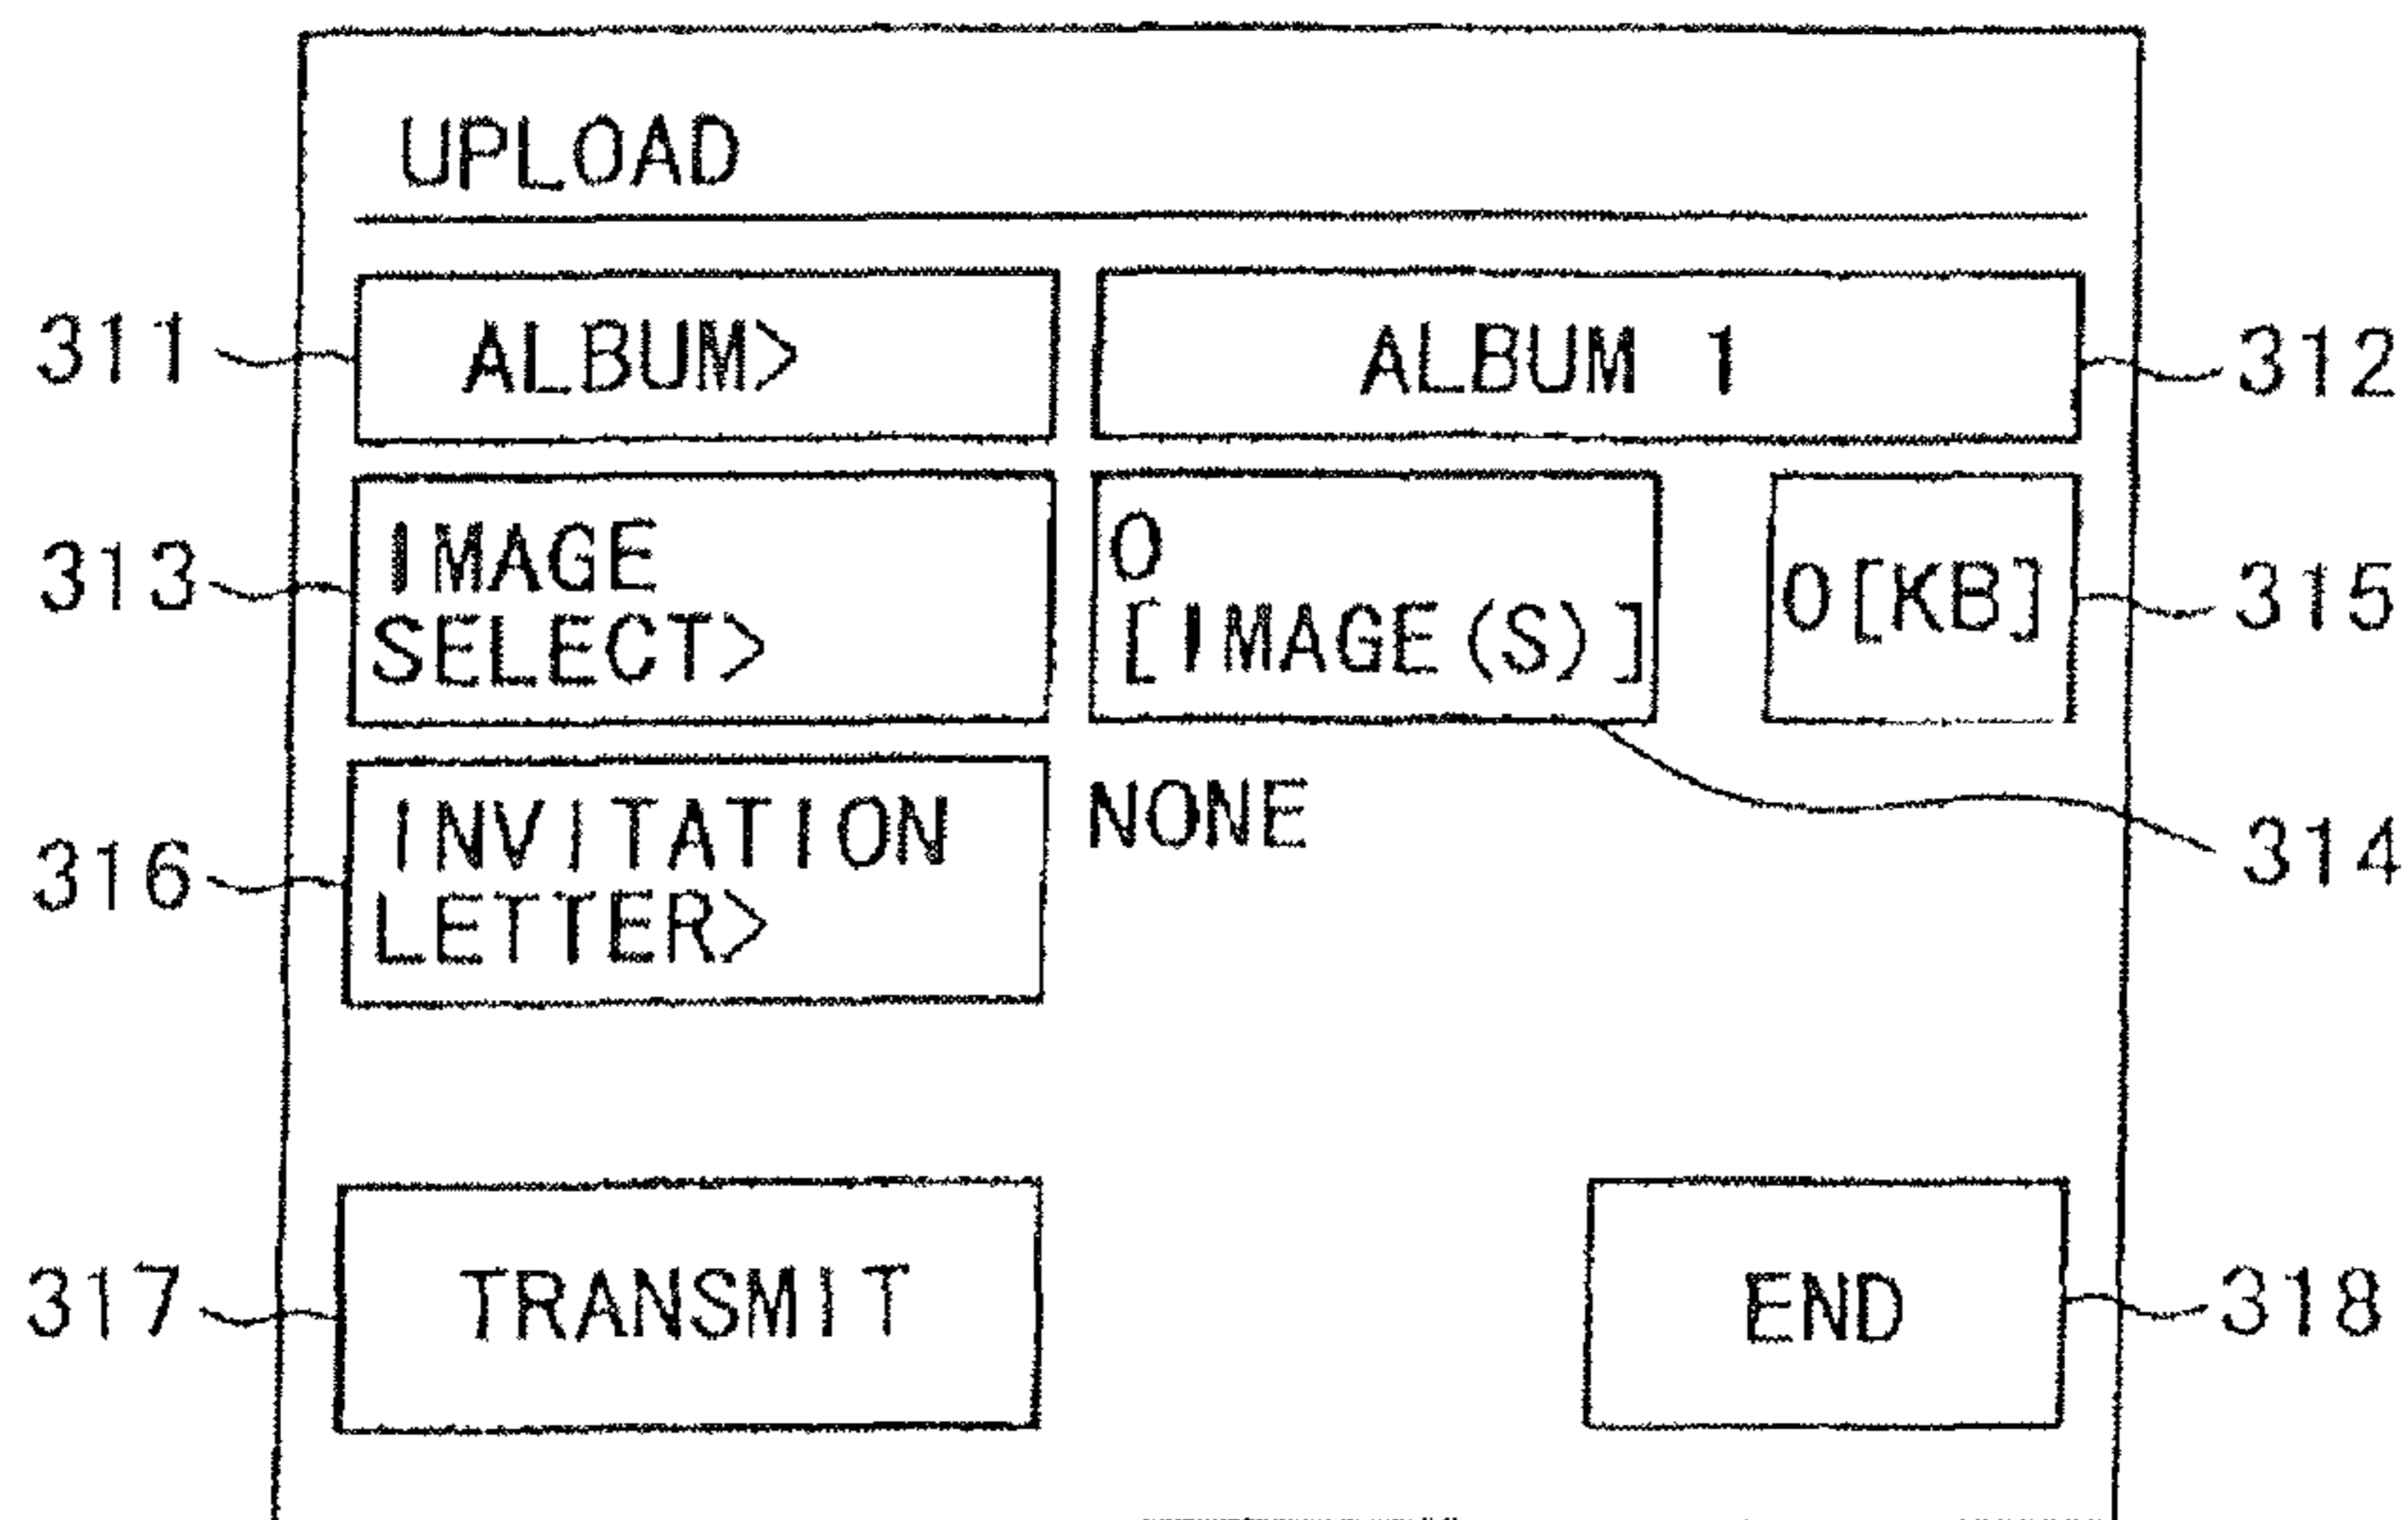 UPLOAD
311 ALBUM> ALBUM 1 312
313 IMAGE SELECT> 0 [IMAGE(S)] 0[KB] 315
314
316 INVITATION LETTER> NONE
317 TRANSMIT END 318